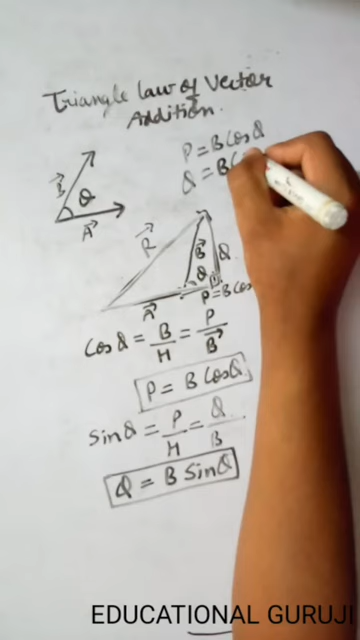 Triangle law of Vector
Addition.
P = B Cos θ
Q = B
B⃗
θ
A⃗
R⃗
B⃗
Q
θ
P = B Cos
A⃗
Cos θ = B/H = P/B⃗
P = B Cos θ
Sin θ = P/H = Q/B
Q = B Sin θ
EDUCATIONAL GURUJI